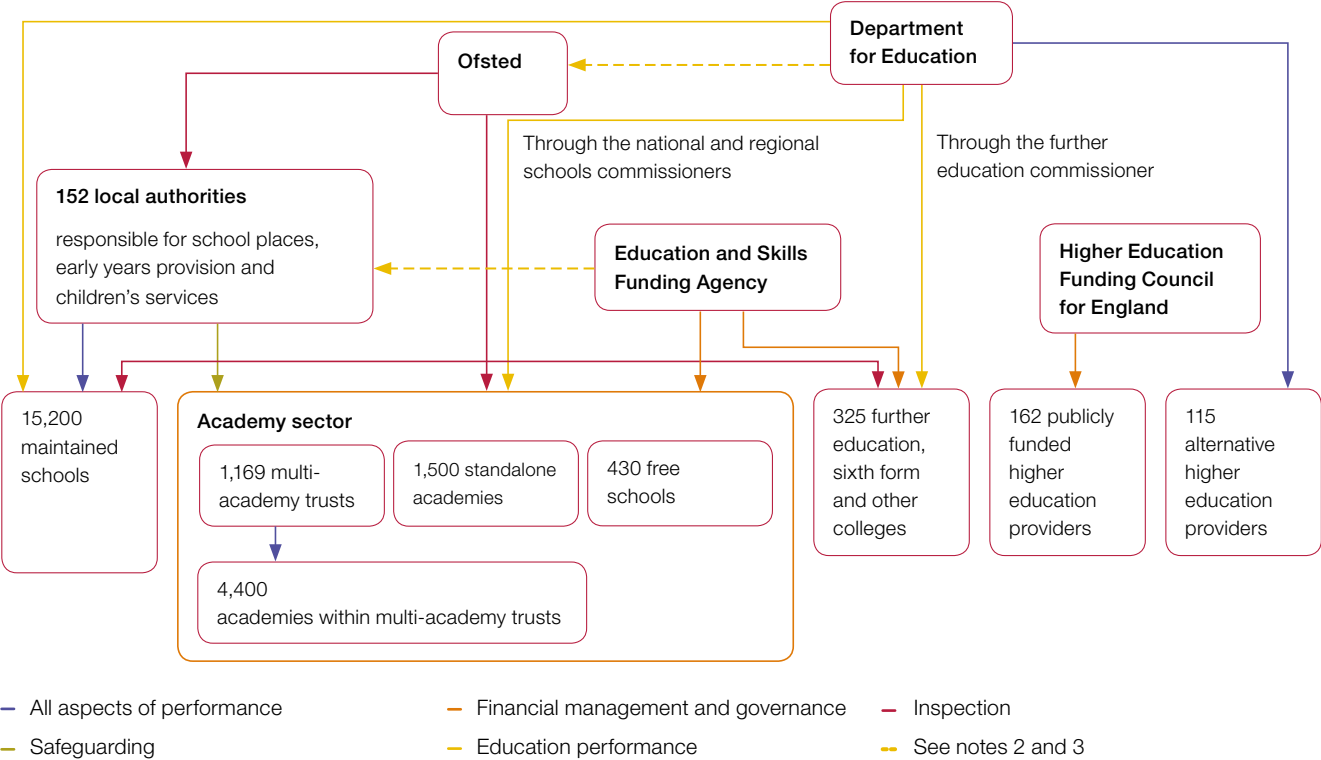 Department
for Education
Ofsted
Through the national and regional
schools commissioners
Through the further
education commissioner
152 local authorities
responsible for school places,
early years provision and
children’s services
Education and Skills
Funding Agency
Higher Education
Funding Council
for England
15,200
maintained
schools
Academy sector
1,169 multi-
academy trusts
1,500 standalone
academies
430 free
schools
4,400
academies within multi-academy trusts
325 further
education,
sixth form
and other
colleges
162 publicly
funded
higher
education
providers
115
alternative
higher
education
providers
All aspects of performance
Financial management and governance
Inspection
Safeguarding
Education performance
See notes 2 and 3